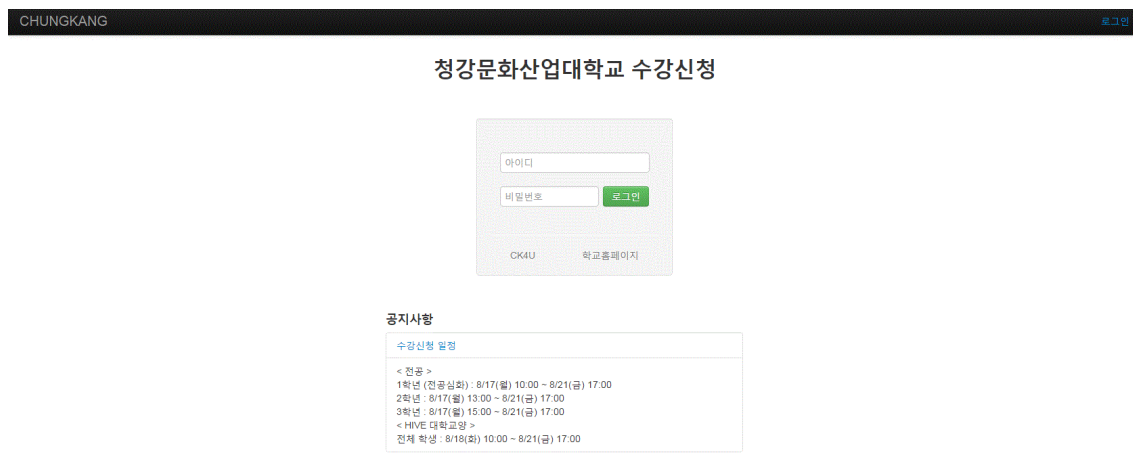 CHUNGKANG 로그인
청강문화산업대학교 수강신청
아이디
비밀번호 로그인
CK4U 학교홈페이지
공지사항
수강신청 일정
< 전공 >
1학년 (전공심화) : 8/17(월) 10:00 ~ 8/21(금) 17:00
2학년 : 8/17(월) 13:00 ~ 8/21(금) 17:00
3학년 : 8/17(월) 15:00 ~ 8/21(금) 17:00
< HIVE 대학교양 >
전체 학생 : 8/18(화) 10:00 ~ 8/21(금) 17:00